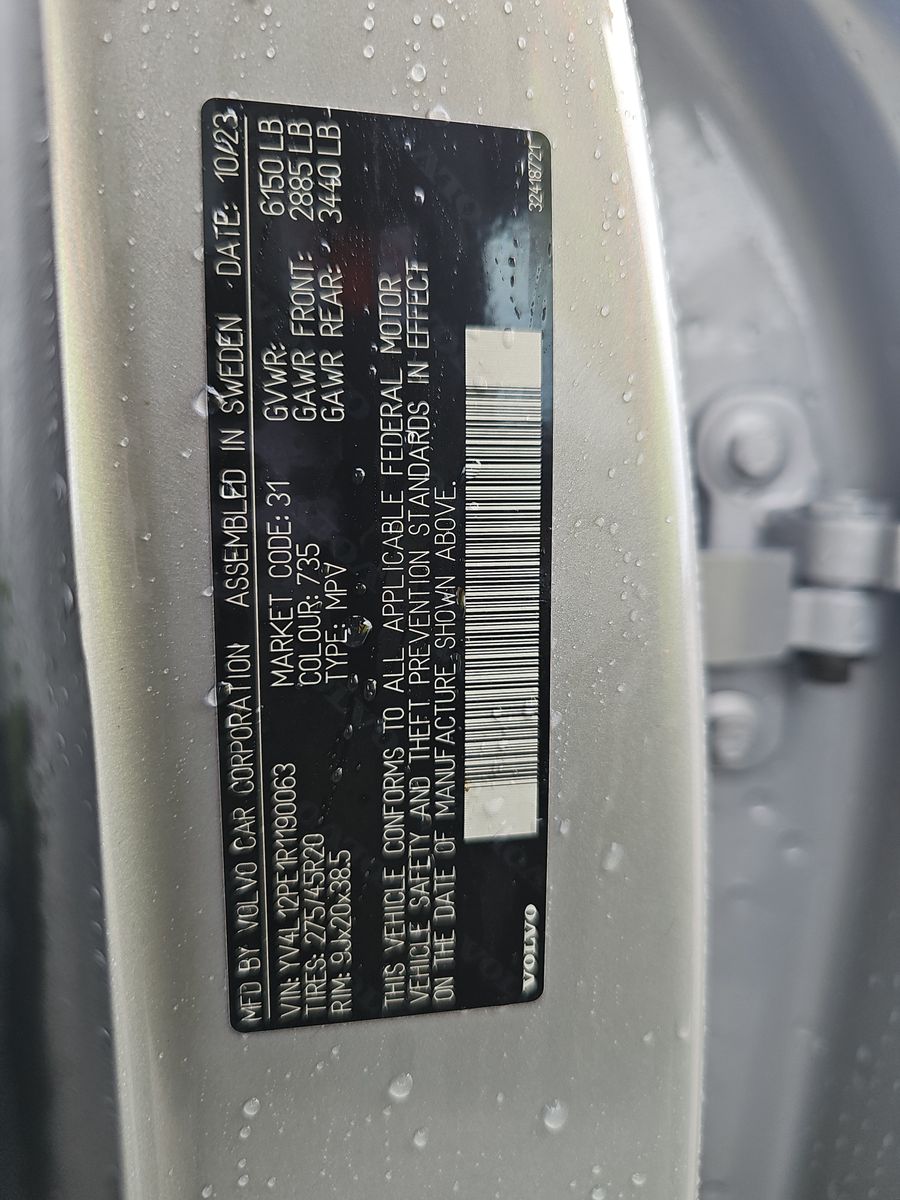 MFD BY VOLVO CAR CORPORATION ASSEMBLED IN SWEDEN DATE: 10/23
VIN: YV4L12PE1R1190063 MARKET CODE: 31 GVWR: 6150 LB
TIRES: 275/45R20 COLOUR: 735 GAWR FRONT: 2885 LB
RIM: 9Jx20x38.5 TYPE: MPV GAWR REAR: 3440 LB
THIS VEHICLE CONFORMS TO ALL APPLICABLE FEDERAL MOTOR
VEHICLE SAFETY AND THEFT PREVENTION STANDARDS IN EFFECT
ON THE DATE OF MANUFACTURE SHOWN ABOVE.
VOLVO 32418721